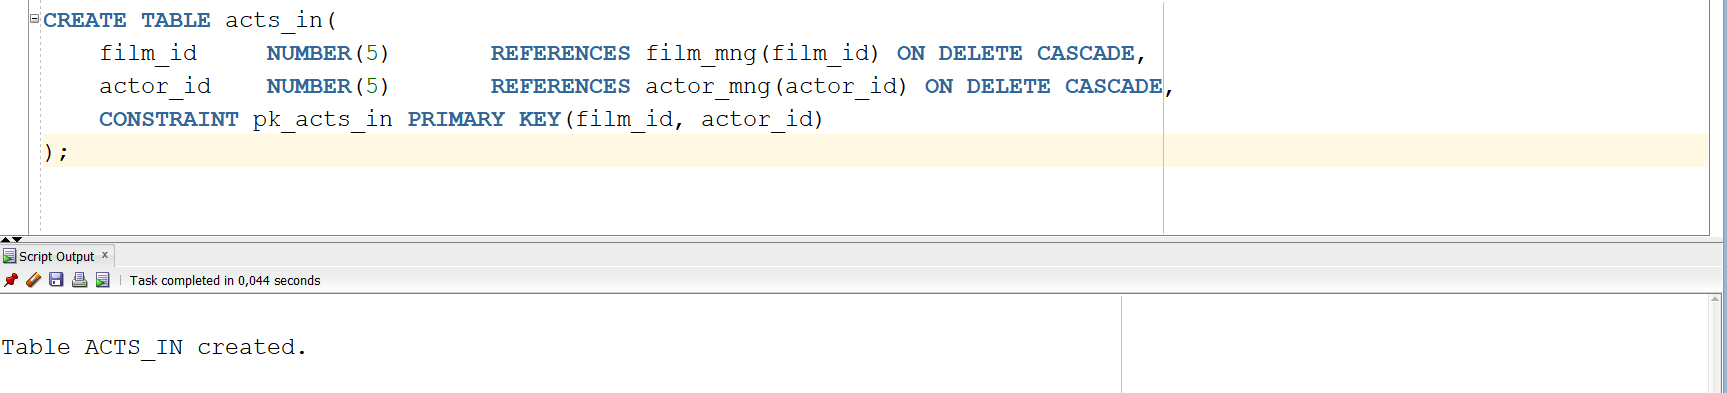 CREATE TABLE acts_in(
film_id NUMBER(5) REFERENCES film_mng(film_id) ON DELETE CASCADE,
actor_id NUMBER(5) REFERENCES actor_mng(actor_id) ON DELETE CASCADE,
CONSTRAINT pk_acts_in PRIMARY KEY(film_id, actor_id)
);
Script Output x
Task completed in 0,044 seconds
Table ACTS_IN created.